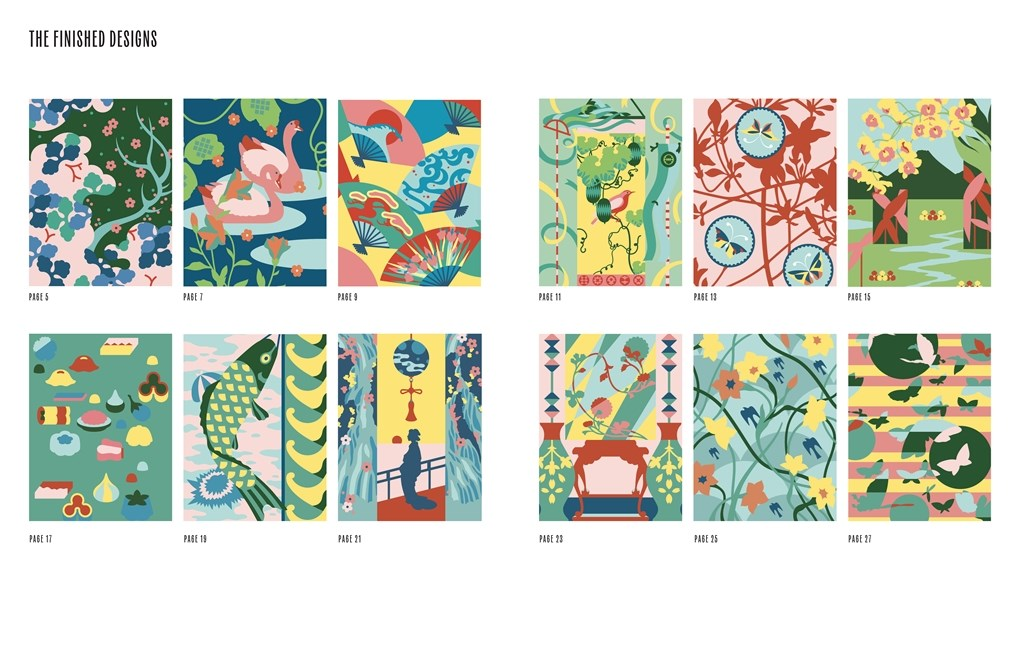 THE FINISHED DESIGNS
PAGE 5
PAGE 7
PAGE 9
PAGE 11
PAGE 13
PAGE 15
PAGE 17
PAGE 19
PAGE 21
PAGE 23
PAGE 25
PAGE 27